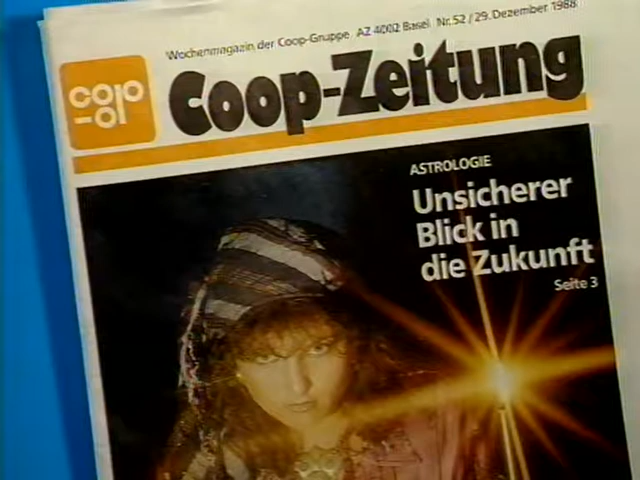 Wochenmagazin der Coop-Gruppe AZ 4002 Basel Nr. 52 / 29. Dezember 1988
coop
Coop-Zeitung
ASTROLOGIE
Unsicherer
Blick in
die Zukunft
Seite 3